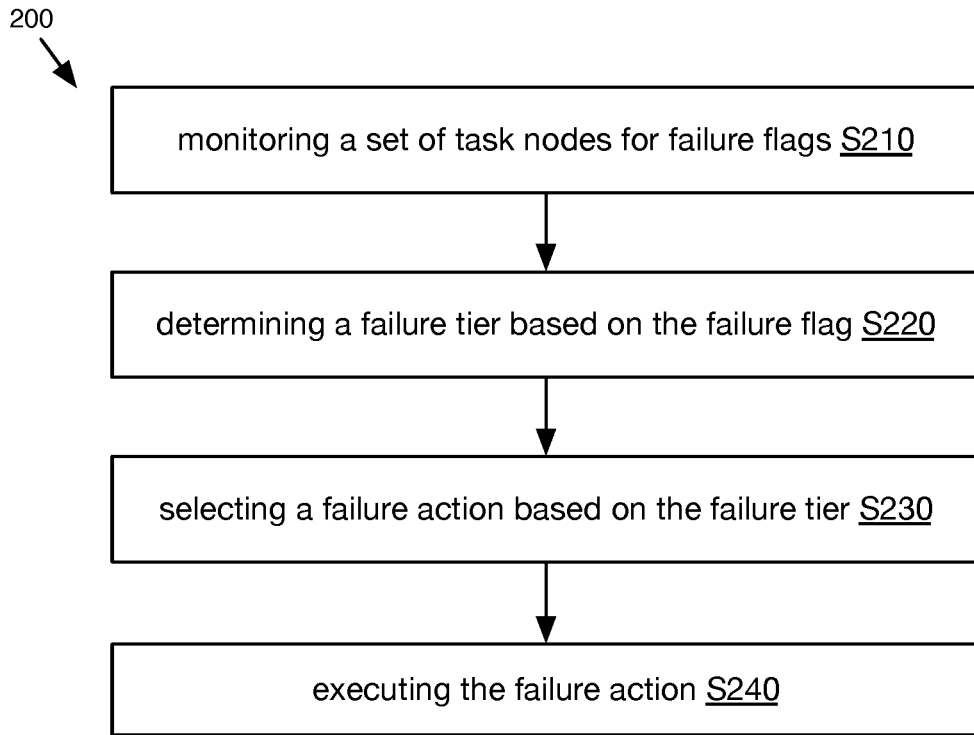 200
monitoring a set of task nodes for failure flags S210
determining a failure tier based on the failure flag S220
selecting a failure action based on the failure tier S230
executing the failure action S240